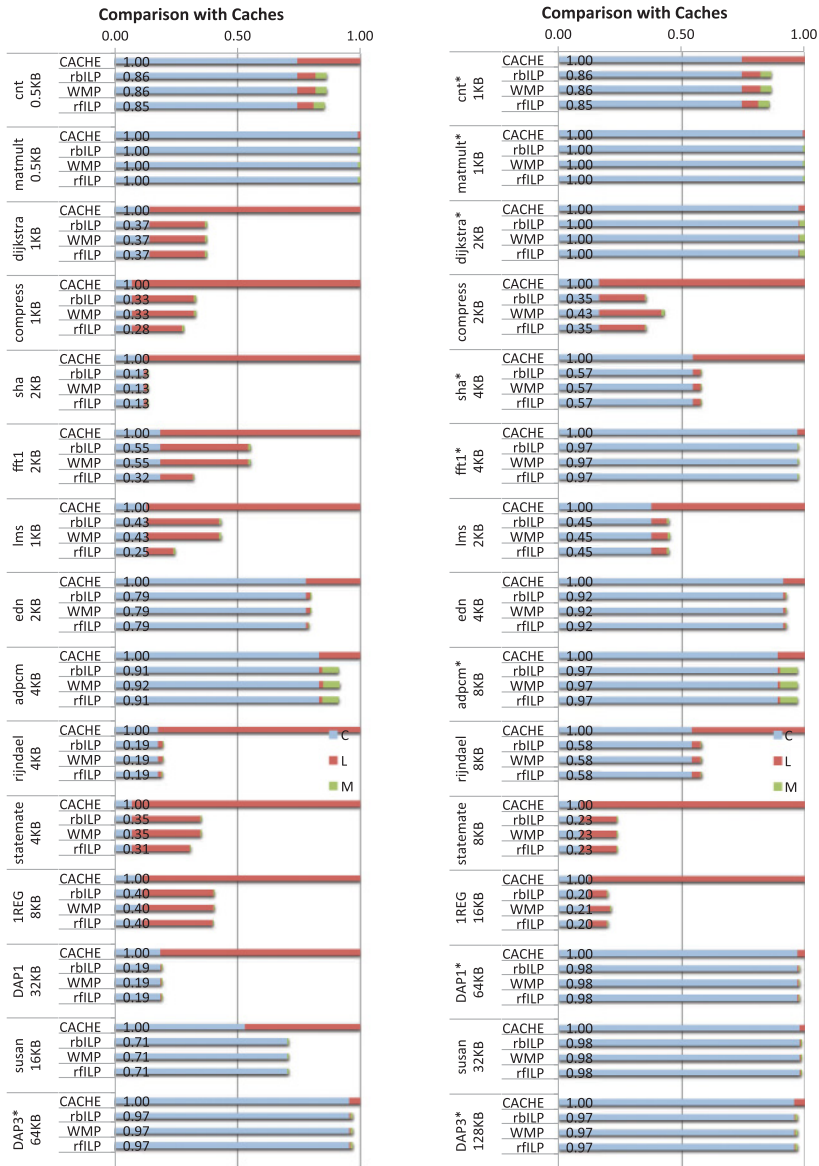 Comparison with Caches
0.00 0.50 1.00
cnt
0.5KB
CACHE 1.00
rbILP 0.86
WMP 0.86
rfILP 0.85
matmult
0.5KB
CACHE 1.00
rbILP 1.00
WMP 1.00
rfILP 1.00
dijkstra
1KB
CACHE 1.00
rbILP 0.37
WMP 0.37
rfILP 0.37
compress
1KB
CACHE 1.00
rbILP 0.33
WMP 0.33
rfILP 0.28
sha
2KB
CACHE 1.00
rbILP 0.13
WMP 0.13
rfILP 0.13
fft1
2KB
CACHE 1.00
rbILP 0.55
WMP 0.55
rfILP 0.32
lms
1KB
CACHE 1.00
rbILP 0.43
WMP 0.43
rfILP 0.25
edn
2KB
CACHE 1.00
rbILP 0.79
WMP 0.79
rfILP 0.79
adpcm
4KB
CACHE 1.00
rbILP 0.91
WMP 0.92
rfILP 0.91
rijndael
4KB
CACHE 1.00
rbILP 0.19
WMP 0.19
rfILP 0.19
C
L
M
statemate
4KB
CACHE 1.00
rbILP 0.35
WMP 0.35
rfILP 0.31
1REG
8KB
CACHE 1.00
rbILP 0.40
WMP 0.40
rfILP 0.40
DAP1
32KB
CACHE 1.00
rbILP 0.19
WMP 0.19
rfILP 0.19
susan
16KB
CACHE 1.00
rbILP 0.71
WMP 0.71
rfILP 0.71
DAP3*
64KB
CACHE 1.00
rbILP 0.97
WMP 0.97
rfILP 0.97
Comparison with Caches
0.00 0.50 1.00
cnt*
1KB
CACHE 1.00
rbILP 0.86
WMP 0.86
rfILP 0.85
matmult*
1KB
CACHE 1.00
rbILP 1.00
WMP 1.00
rfILP 1.00
dijkstra*
2KB
CACHE 1.00
rbILP 1.00
WMP 1.00
rfILP 1.00
compress
2KB
CACHE 1.00
rbILP 0.35
WMP 0.43
rfILP 0.35
sha*
4KB
CACHE 1.00
rbILP 0.57
WMP 0.57
rfILP 0.57
fft1*
4KB
CACHE 1.00
rbILP 0.97
WMP 0.97
rfILP 0.97
lms
2KB
CACHE 1.00
rbILP 0.45
WMP 0.45
rfILP 0.45
edn
4KB
CACHE 1.00
rbILP 0.92
WMP 0.92
rfILP 0.92
adpcm*
8KB
CACHE 1.00
rbILP 0.97
WMP 0.97
rfILP 0.97
rijndael
8KB
CACHE 1.00
rbILP 0.58
WMP 0.58
rfILP 0.58
C
L
M
statemate
8KB
CACHE 1.00
rbILP 0.23
WMP 0.23
rfILP 0.23
1REG
16KB
CACHE 1.00
rbILP 0.20
WMP 0.21
rfILP 0.20
DAP1*
64KB
CACHE 1.00
rbILP 0.98
WMP 0.98
rfILP 0.98
susan
32KB
CACHE 1.00
rbILP 0.98
WMP 0.98
rfILP 0.98
DAP3*
128KB
CACHE 1.00
rbILP 0.97
WMP 0.97
rfILP 0.97